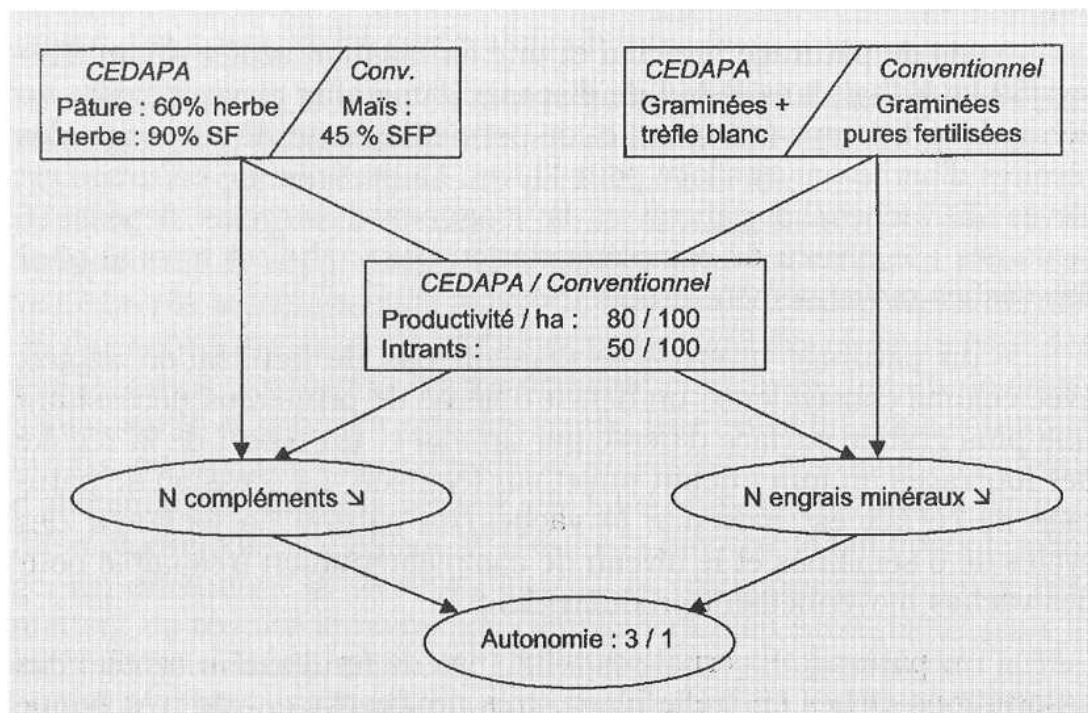 CEDAPA
Conv.
Pâture : 60% herbe
Herbe : 90% SF
Maïs :
45 % SFP
CEDAPA
Conventionnel
Graminées +
trèfle blanc
Graminées
pures fertilisées
CEDAPA / Conventionnel
Productivité / ha : 80 / 100
Intrants : 50 / 100
N compléments ↘
N engrais minéraux ↘
Autonomie : 3 / 1